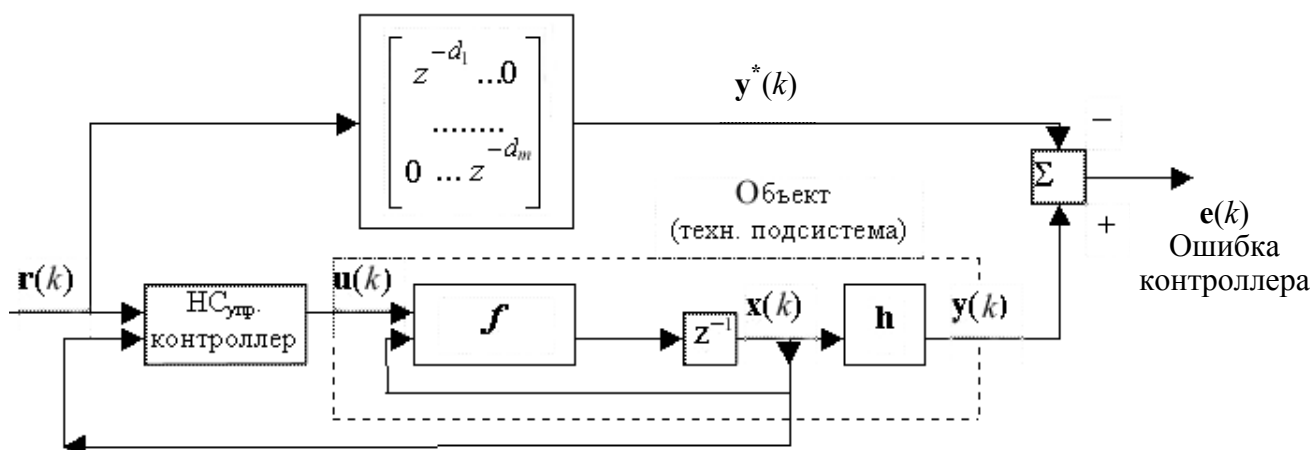 z^{-d_1} ...0
........
0 ... z^{-d_m}
y*(k)
−
Σ
+
e(k)
Ошибка
контроллера
Объект
(техн. подсистема)
r(k)
НСупр.
контроллер
u(k)
f
z^{-1}
x(k)
h
y(k)